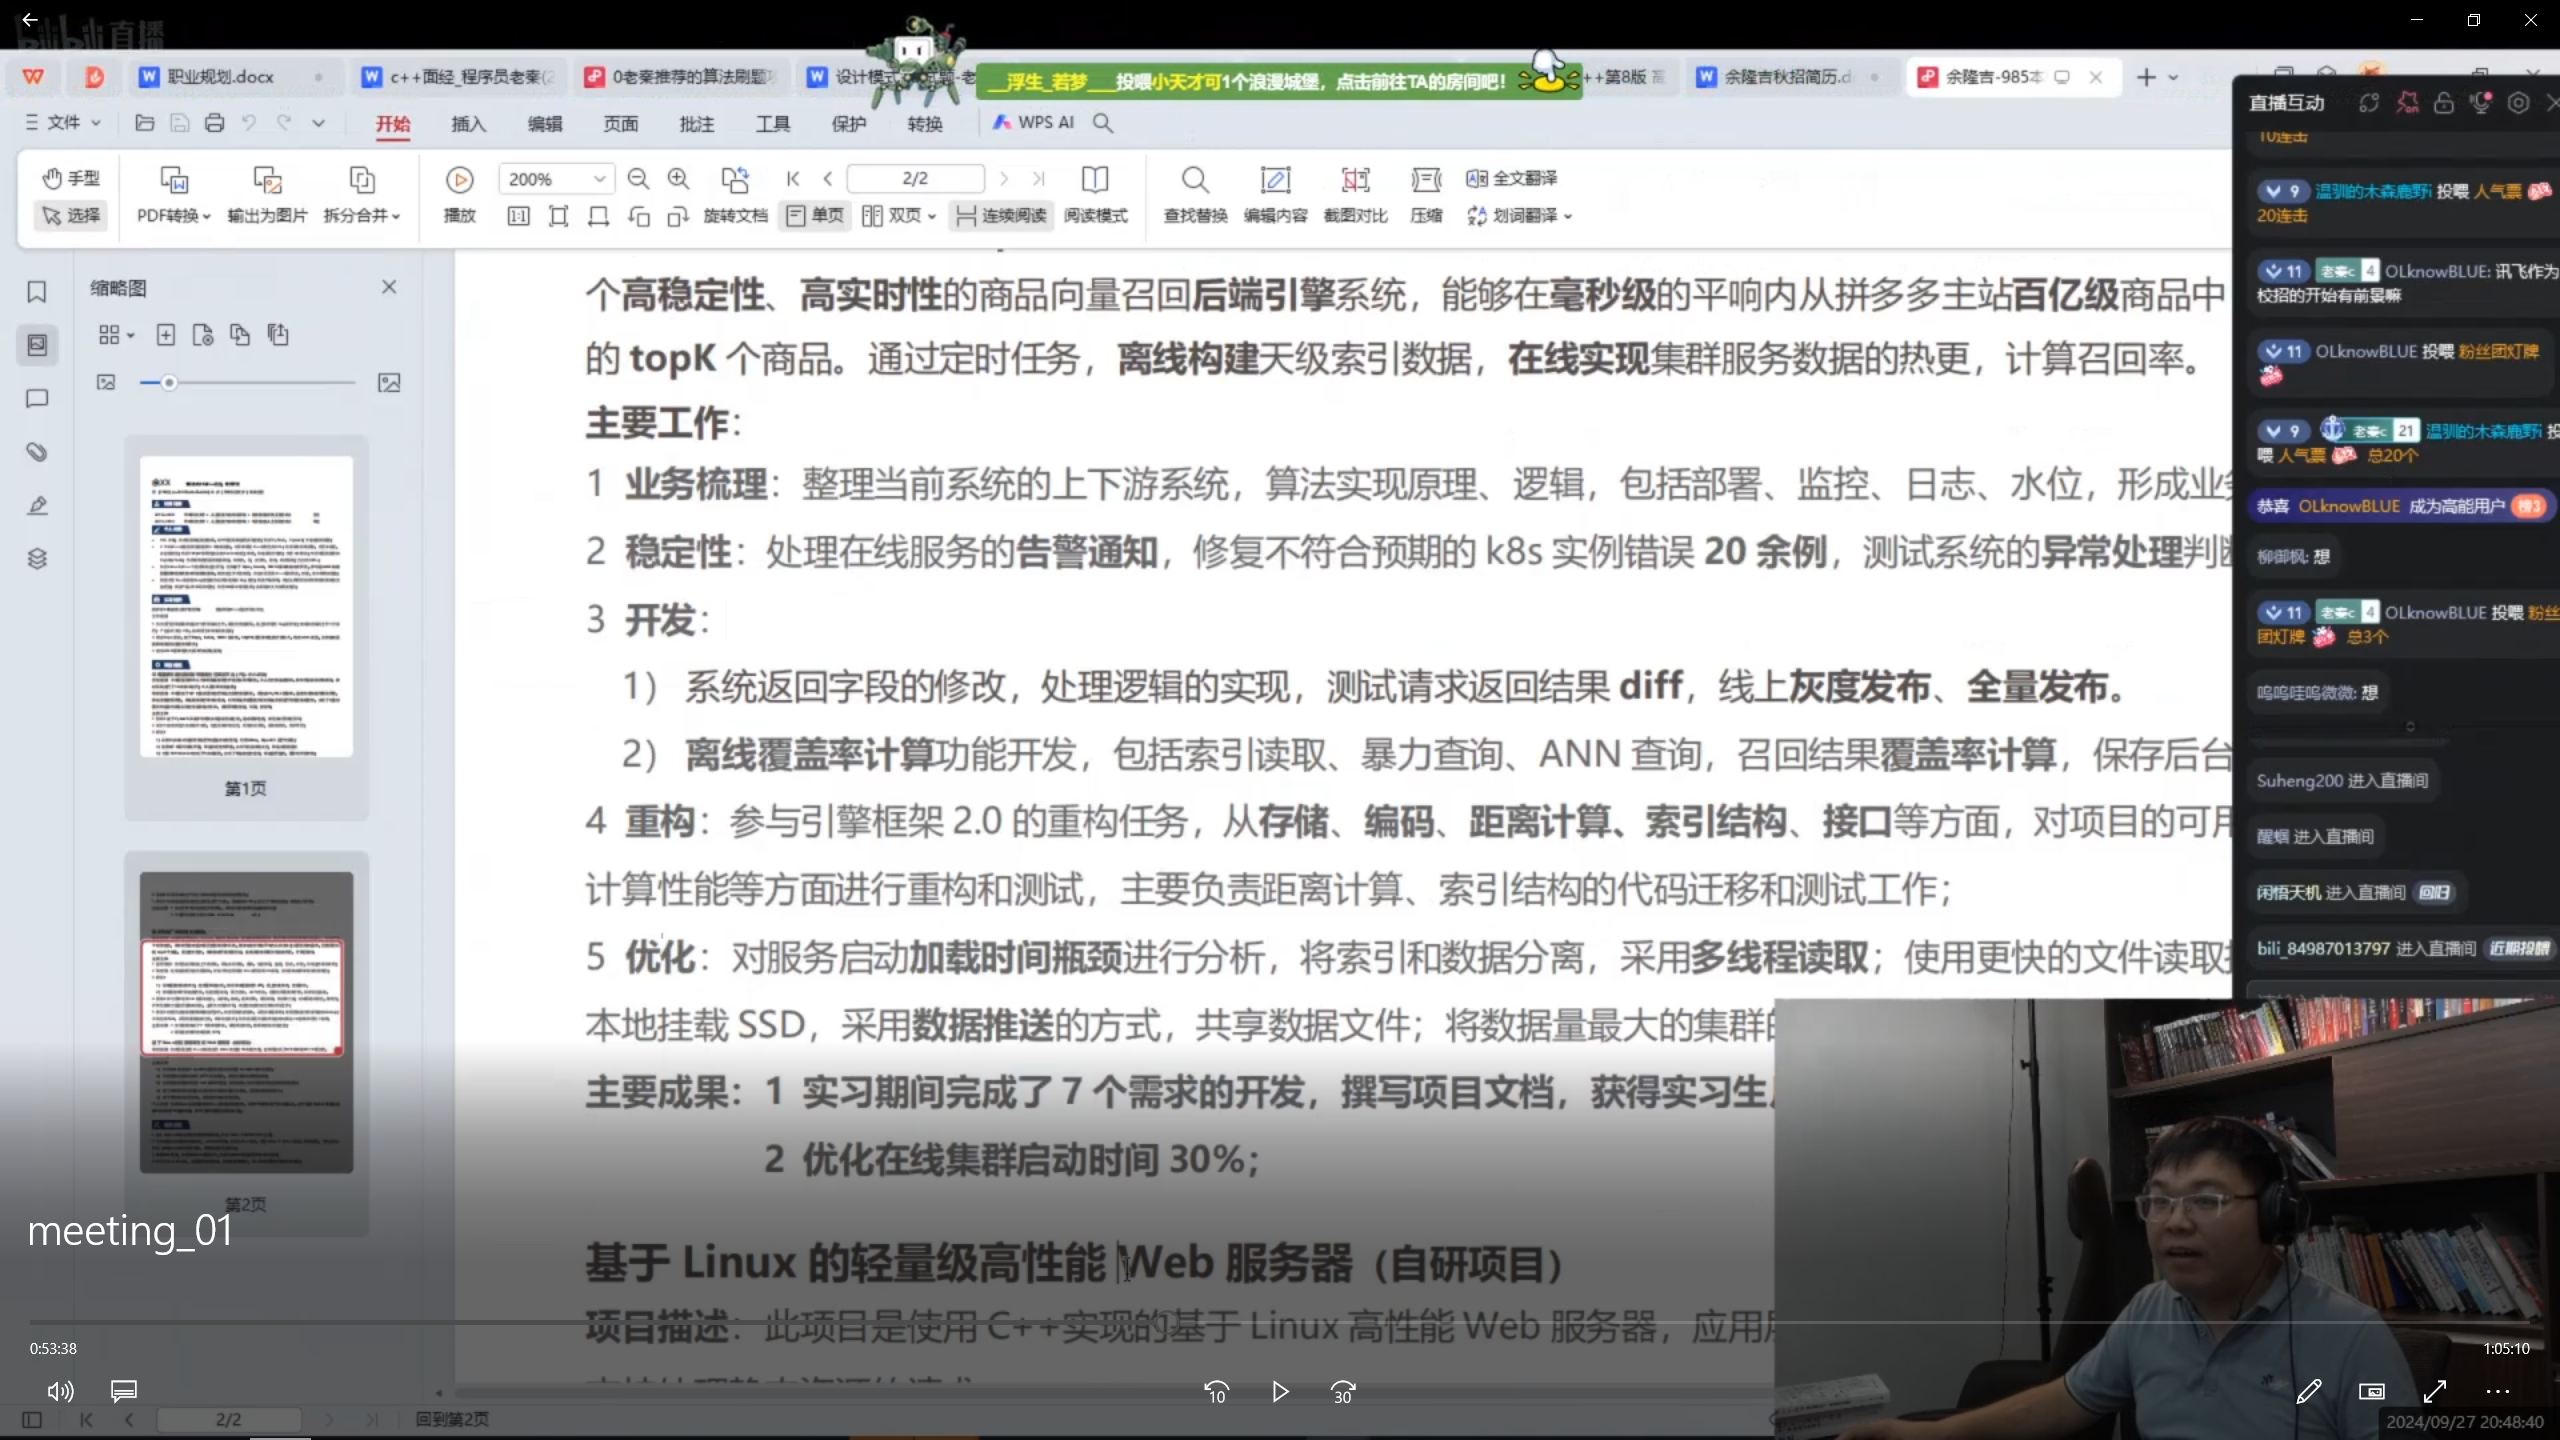 bilibili直播
职业规划.docx
c++面经_程序员老秦(2
0老秦推荐的算法刷题
设计模式
试题-老
__浮生_若梦___投喂小天才可1个浪漫城堡，点击前往TA的房间吧！
++第8版 高
余隆吉秋招简历.d
余隆吉-985本
文件
开始
插入
编辑
页面
批注
工具
保护
转换
WPS AI
手型
选择
PDF转换
输出为图片
拆分合并
播放
200%
旋转文档
2/2
单页
双页
连续阅读
阅读模式
查找替换
编辑内容
截图对比
压缩
全文翻译
划词翻译
缩略图
第1页
第2页
个高稳定性、高实时性的商品向量召回后端引擎系统，能够在毫秒级的平响内从拼多多主站百亿级商品中
的 topK 个商品。通过定时任务，离线构建天级索引数据，在线实现集群服务数据的热更，计算召回率。
主要工作：
1 业务梳理：整理当前系统的上下游系统，算法实现原理、逻辑，包括部署、监控、日志、水位，形成业务
2 稳定性：处理在线服务的告警通知，修复不符合预期的 k8s 实例错误 20 余例，测试系统的异常处理判断
3 开发：
1） 系统返回字段的修改，处理逻辑的实现，测试请求返回结果 diff，线上灰度发布、全量发布。
2） 离线覆盖率计算功能开发，包括索引读取、暴力查询、ANN 查询，召回结果覆盖率计算，保存后台
4 重构：参与引擎框架 2.0 的重构任务，从存储、编码、距离计算、索引结构、接口等方面，对项目的可用
计算性能等方面进行重构和测试，主要负责距离计算、索引结构的代码迁移和测试工作；
5 优化：对服务启动加载时间瓶颈进行分析，将索引和数据分离，采用多线程读取；使用更快的文件读取
本地挂载 SSD，采用数据推送的方式，共享数据文件；将数据量最大的集群的
主要成果：1 实习期间完成了 7 个需求的开发，撰写项目文档，获得实习生
2 优化在线集群启动时间 30%；
基于 Linux 的轻量级高性能 Web 服务器（自研项目）
项目描述：此项目是使用 C++实现的基于 Linux 高性能 Web 服务器，应用层
直播互动
10连击
9 温驯的木森鹿野i 投喂 人气票
20连击
11 老秦c 4 OLknowBLUE: 讯飞作为
校招的开始有前景嘛
11 OLknowBLUE 投喂 粉丝团灯牌
9 老秦c 21 温驯的木森鹿野i 投
喂 人气票 总20个
恭喜 OLknowBLUE 成为高能用户 榜3
柳御枫: 想
11 老秦c 4 OLknowBLUE 投喂 粉丝
团灯牌 总3个
呜呜哇呜微微: 想
Suheng200 进入直播间
醒烟 进入直播间
闲悟天机 进入直播间 回归
bili_84987013797 进入直播间 近期投喂
meeting_01
0:53:38
1:05:10
10
30
2/2
回到第2页
2024/09/27 20:48:40